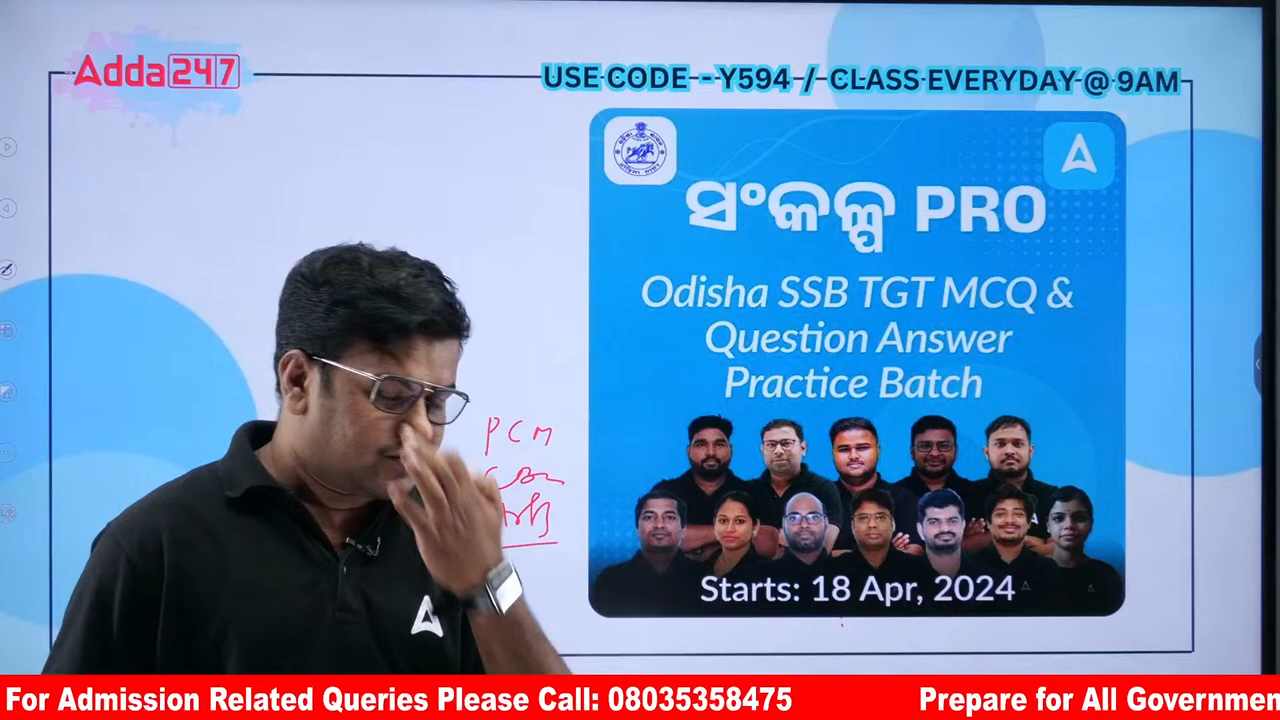 Adda247
USE CODE - Y594 / CLASS EVERYDAY @ 9AM
ସଂକଳ୍ପ PRO
Odisha SSB TGT MCQ &
Question Answer
Practice Batch
PCM
CBZ
Starts: 18 Apr, 2024
For Admission Related Queries Please Call: 08035358475
Prepare for All Governmen